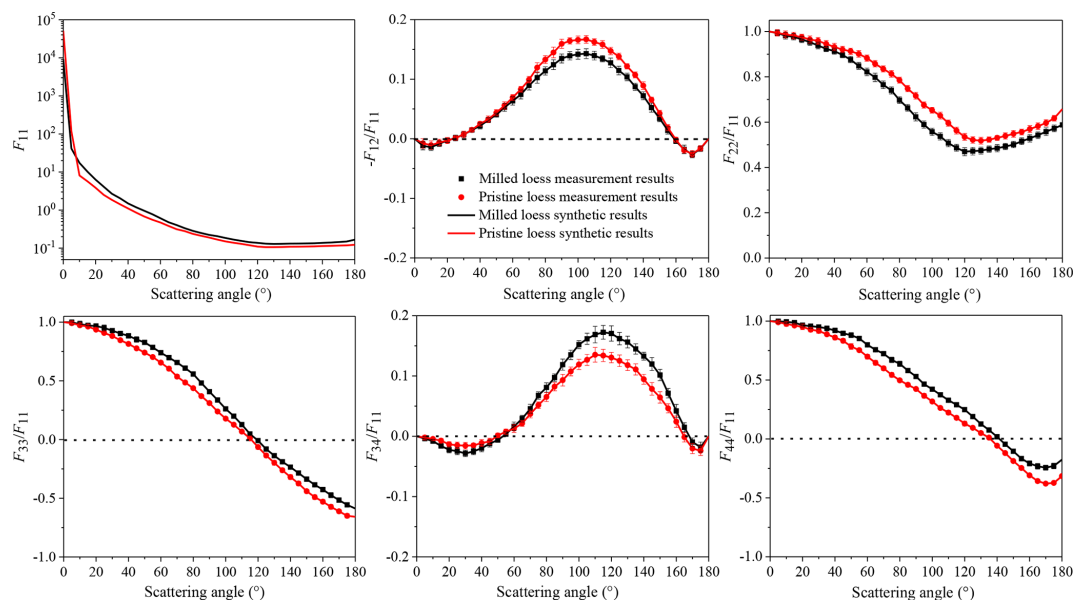 10^5
10^4
10^3
10^2
10^1
10^0
10^-1
F11
0 20 40 60 80 100 120 140 160 180
Scattering angle (°)
0.2
0.1
0.0
0.1
0.2
-F12/F11
Milled loess measurement results
Pristine loess measurement results
Milled loess synthetic results
Pristine loess synthetic results
0 20 40 60 80 100 120 140 160 180
Scattering angle (°)
1.0
0.8
0.6
0.4
0.2
0.0
F22/F11
0 20 40 60 80 100 120 140 160 180
Scattering angle (°)
1.0
0.5
0.0
-0.5
-1.0
F33/F11
0 20 40 60 80 100 120 140 160 180
Scattering angle (°)
0.2
0.1
0.0
0.1
0.2
F34/F11
0 20 40 60 80 100 120 140 160 180
Scattering angle (°)
1.0
0.5
0.0
-0.5
-1.0
F44/F11
0 20 40 60 80 100 120 140 160 180
Scattering angle (°)